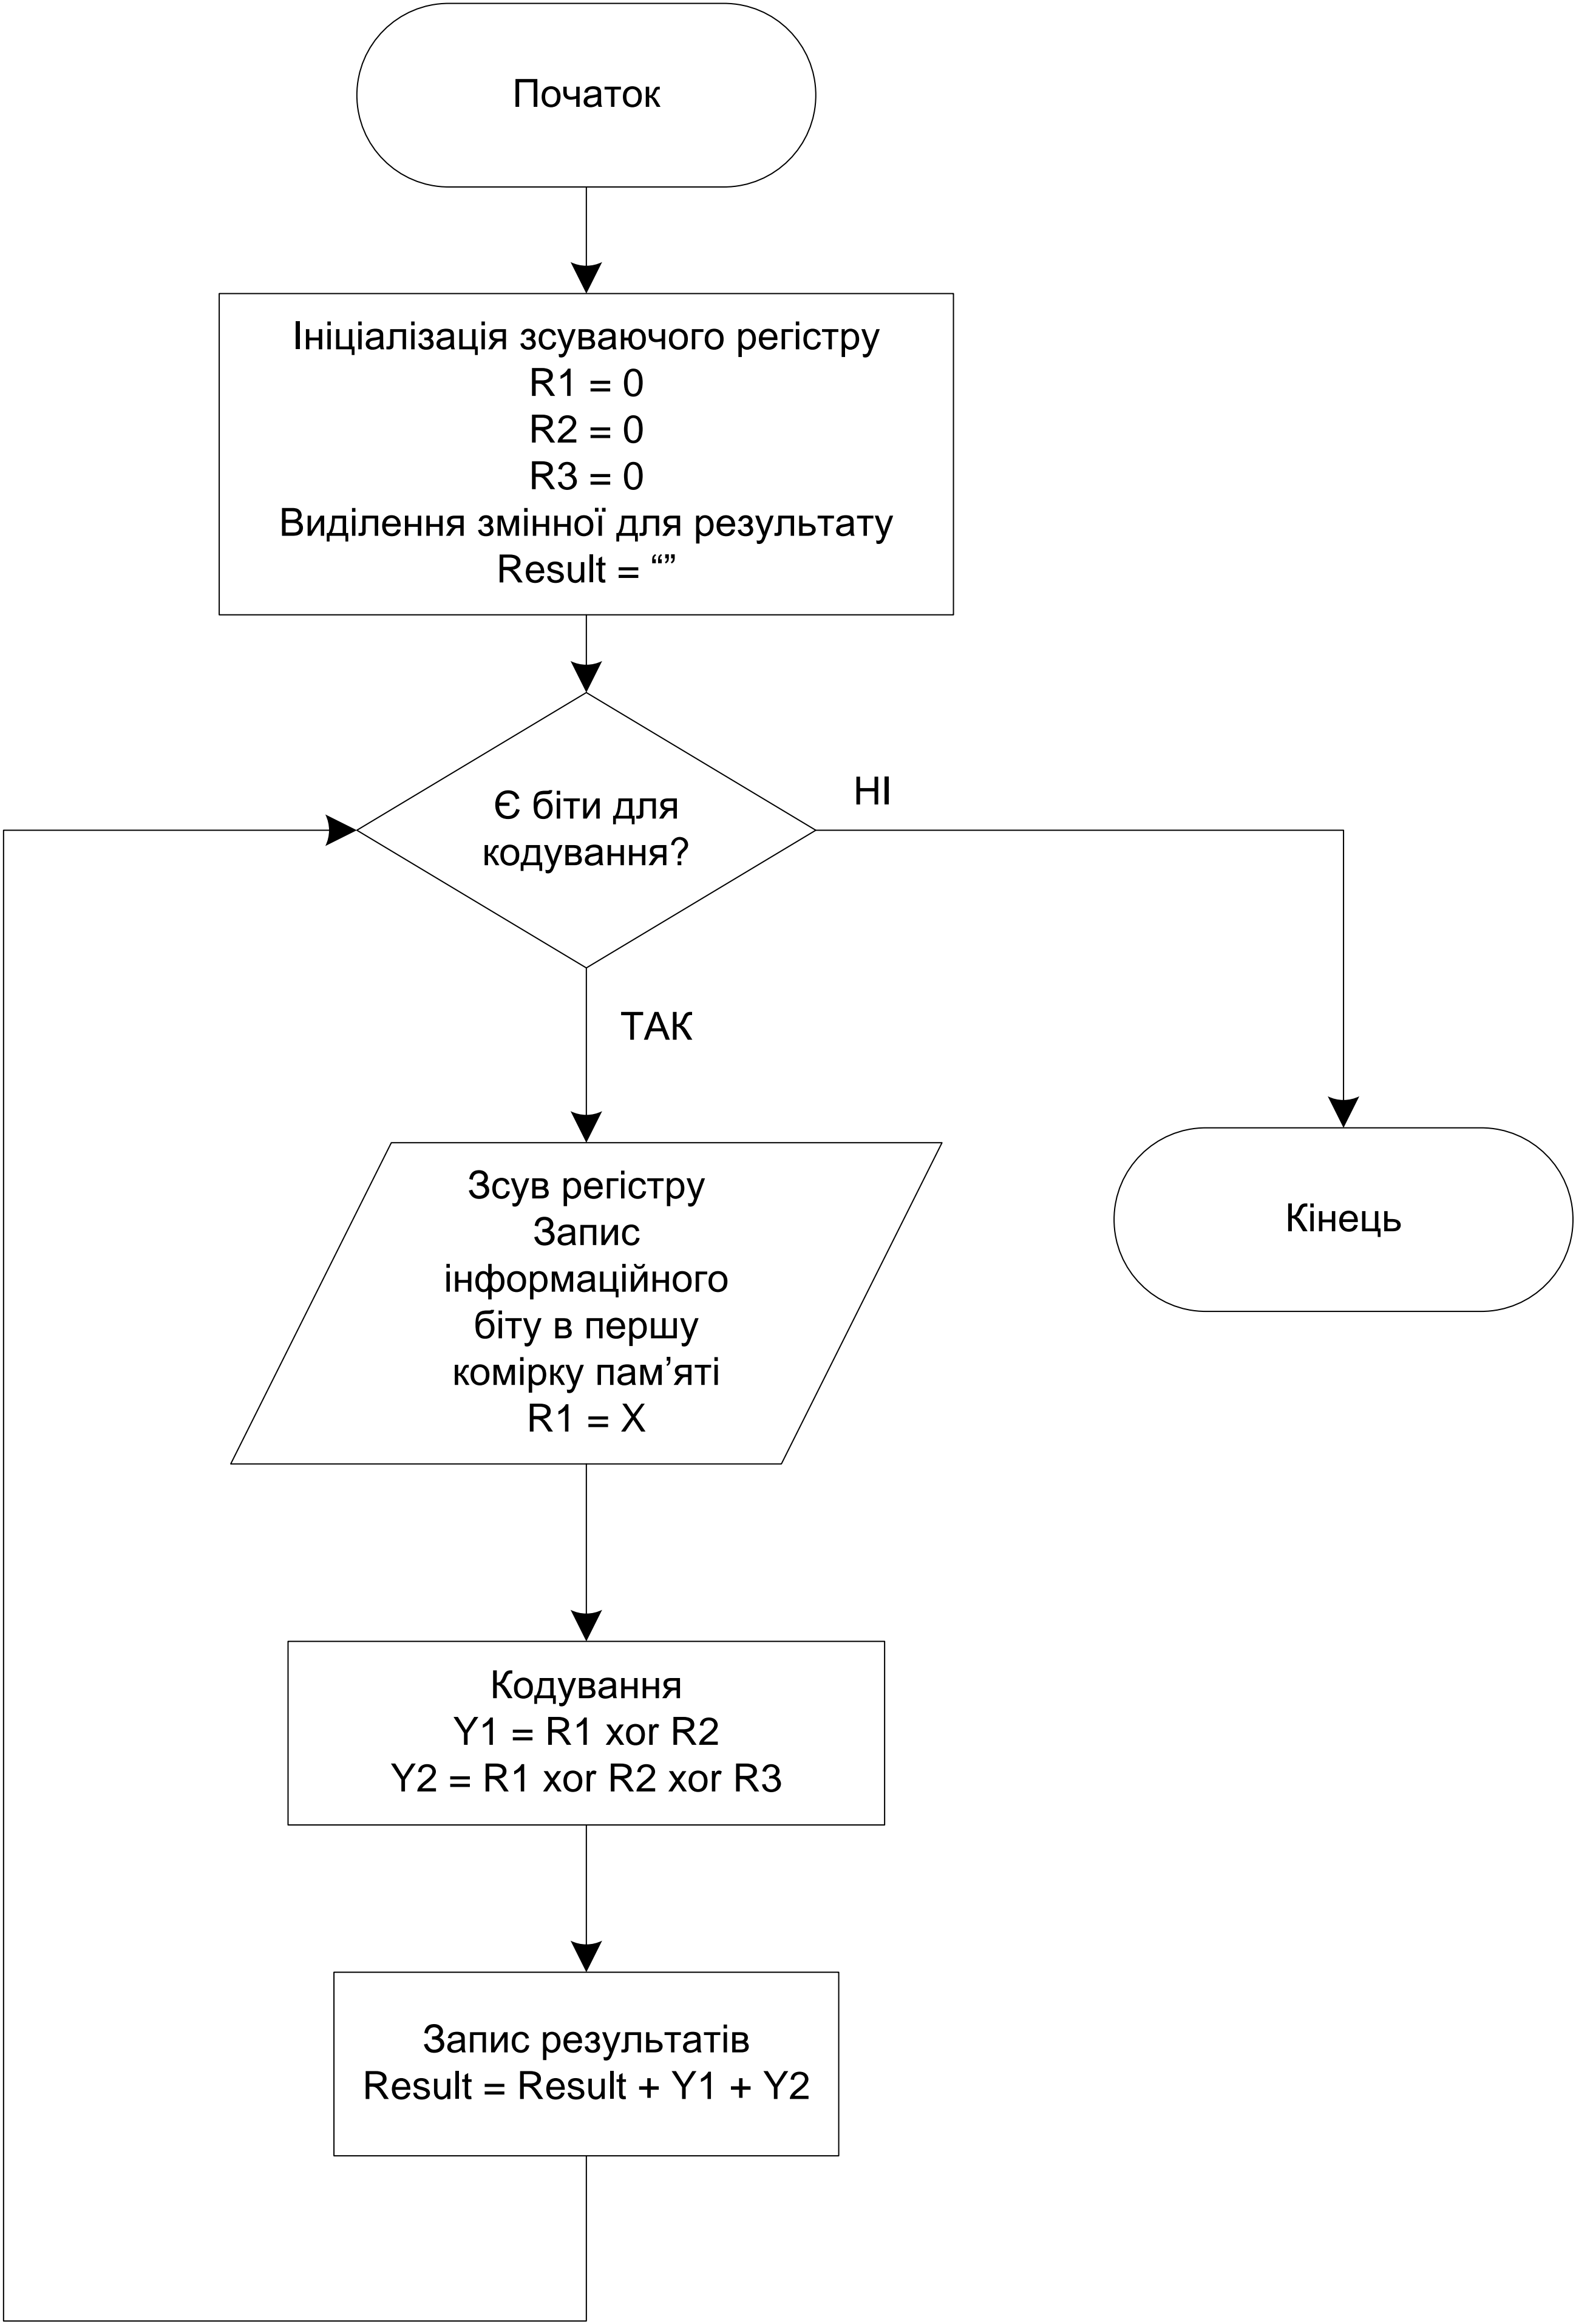 Початок
Ініціалізація зсуваючого регістру
R1 = 0
R2 = 0
R3 = 0
Виділення змінної для результату
Result = “”
Є біти для
кодування?
НІ
ТАК
Зсув регістру
Запис
інформаційного
біту в першу
комірку пам’яті
R1 = X
Кінець
Кодування
Y1 = R1 xor R2
Y2 = R1 xor R2 xor R3
Запис результатів
Result = Result + Y1 + Y2